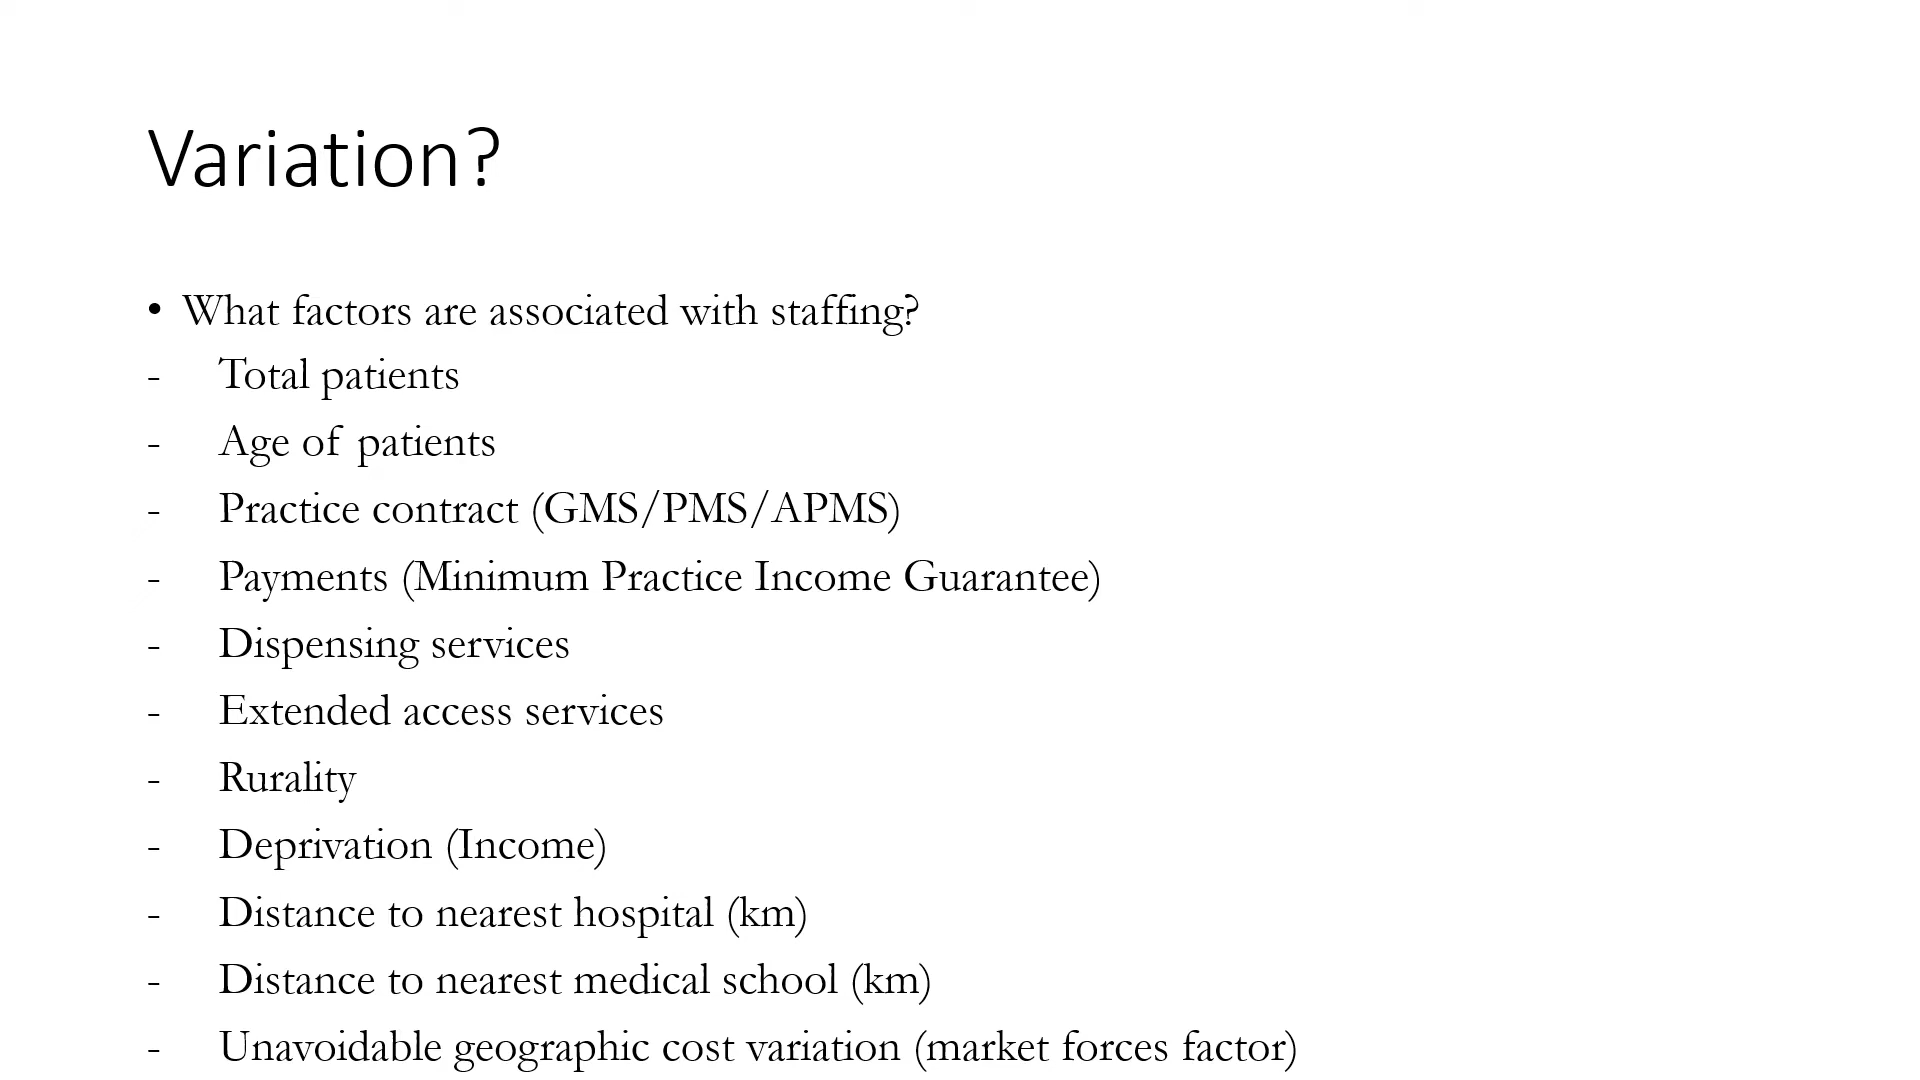 Variation?
• What factors are associated with staffing?
- Total patients
- Age of patients
- Practice contract (GMS/PMS/APMS)
- Payments (Minimum Practice Income Guarantee)
- Dispensing services
- Extended access services
- Rurality
- Deprivation (Income)
- Distance to nearest hospital (km)
- Distance to nearest medical school (km)
- Unavoidable geographic cost variation (market forces factor)